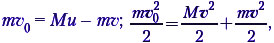 mv₀ = Mu − mv; mv₀²/2 = Mv²/2 + mv²/2,